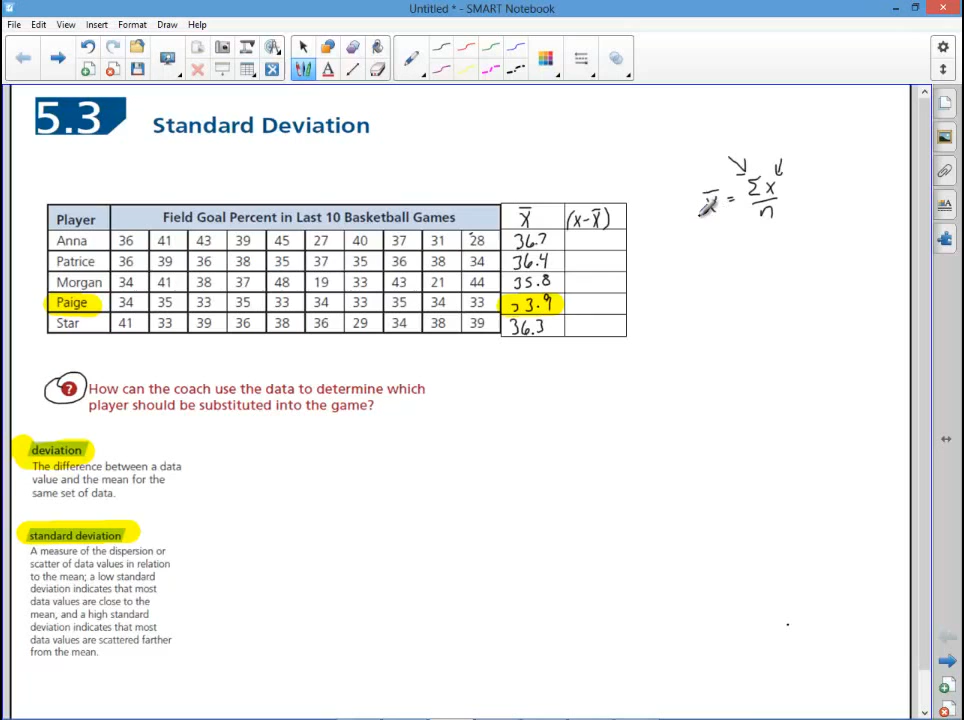 Untitled * - SMART Notebook
File Edit View Insert Format Draw Help
5.3 Standard Deviation
x̄ = Σx
n
Player Field Goal Percent in Last 10 Basketball Games x̄ (x-x̄)
Anna 36 41 43 39 45 27 40 37 31 28 36.7
Patrice 36 39 36 38 35 37 35 36 38 34 36.4
Morgan 34 41 38 37 48 19 33 43 21 44 35.8
Paige 34 35 33 35 33 34 33 35 34 33 33.9
Star 41 33 39 36 38 36 29 34 38 39 36.3
? How can the coach use the data to determine which
player should be substituted into the game?
deviation
The difference between a data
value and the mean for the
same set of data.
standard deviation
A measure of the dispersion or
scatter of data values in relation
to the mean; a low standard
deviation indicates that most
data values are close to the
mean, and a high standard
deviation indicates that most
data values are scattered farther
from the mean.